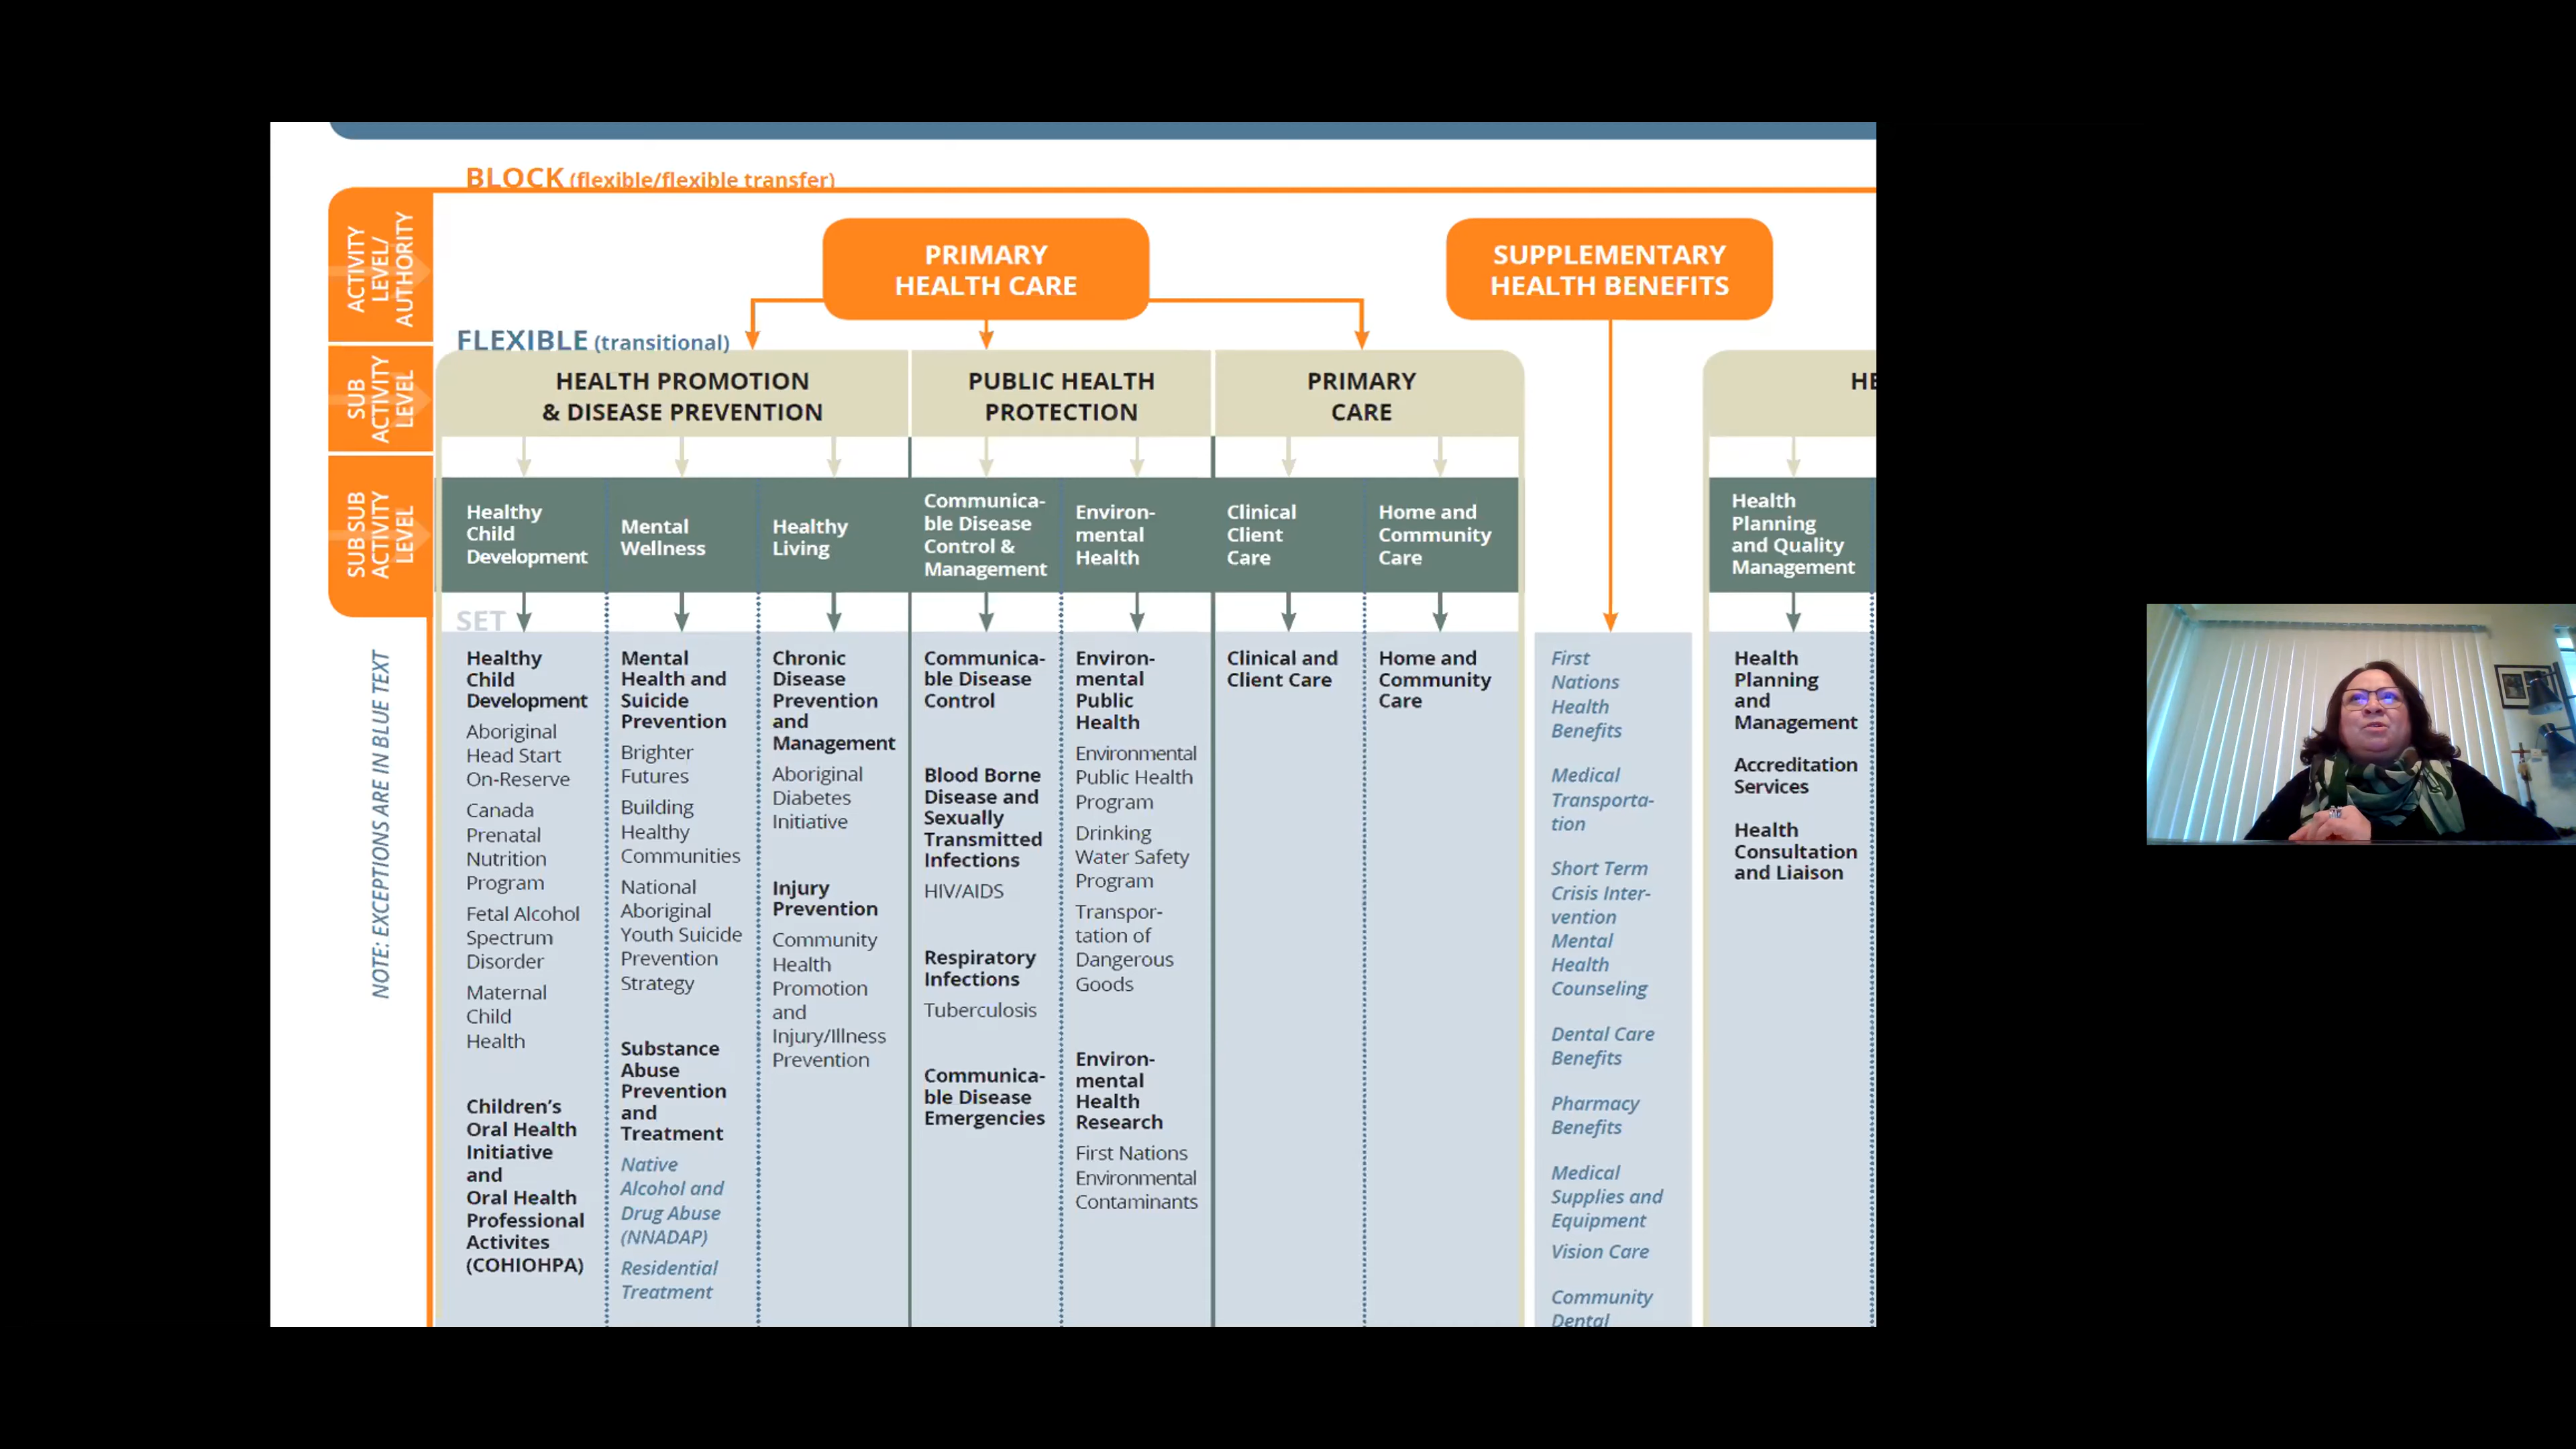 BLOCK (flexible/flexible transfer)
ACTIVITY
LEVEL/
AUTHORITY
PRIMARY
HEALTH CARE
SUPPLEMENTARY
HEALTH BENEFITS
FLEXIBLE (transitional)
SUB
ACTIVITY
LEVEL
HEALTH PROMOTION
& DISEASE PREVENTION
PUBLIC HEALTH
PROTECTION
PRIMARY
CARE
HE
SUB SUB
ACTIVITY
LEVEL
Healthy
Child
Development
Mental
Wellness
Healthy
Living
Communica-
ble Disease
Control &
Management
Environ-
mental
Health
Clinical
Client
Care
Home and
Community
Care
Health
Planning
and Quality
Management
SET
NOTE: EXCEPTIONS ARE IN BLUE TEXT
Healthy
Child
Development
Aboriginal
Head Start
On-Reserve
Canada
Prenatal
Nutrition
Program
Fetal Alcohol
Spectrum
Disorder
Maternal
Child
Health
Children's
Oral Health
Initiative
and
Oral Health
Professional
Activites
(COHIOHPA)
Mental
Health and
Suicide
Prevention
Brighter
Futures
Building
Healthy
Communities
National
Aboriginal
Youth Suicide
Prevention
Strategy
Substance
Abuse
Prevention
and
Treatment
Native
Alcohol and
Drug Abuse
(NNADAP)
Residential
Treatment
Chronic
Disease
Prevention
and
Management
Aboriginal
Diabetes
Initiative
Injury
Prevention
Community
Health
Promotion
and
Injury/Illness
Prevention
Communica-
ble Disease
Control
Blood Borne
Disease and
Sexually
Transmitted
Infections
HIV/AIDS
Respiratory
Infections
Tuberculosis
Communica-
ble Disease
Emergencies
Environ-
mental
Public
Health
Environmental
Public Health
Program
Drinking
Water Safety
Program
Transpor-
tation of
Dangerous
Goods
Environ-
mental
Health
Research
First Nations
Environmental
Contaminants
Clinical and
Client Care
Home and
Community
Care
First
Nations
Health
Benefits
Medical
Transporta-
tion
Short Term
Crisis Inter-
vention
Mental
Health
Counseling
Dental Care
Benefits
Pharmacy
Benefits
Medical
Supplies and
Equipment
Vision Care
Community
Dental
Health
Planning
and
Management
Accreditation
Services
Health
Consultation
and Liaison